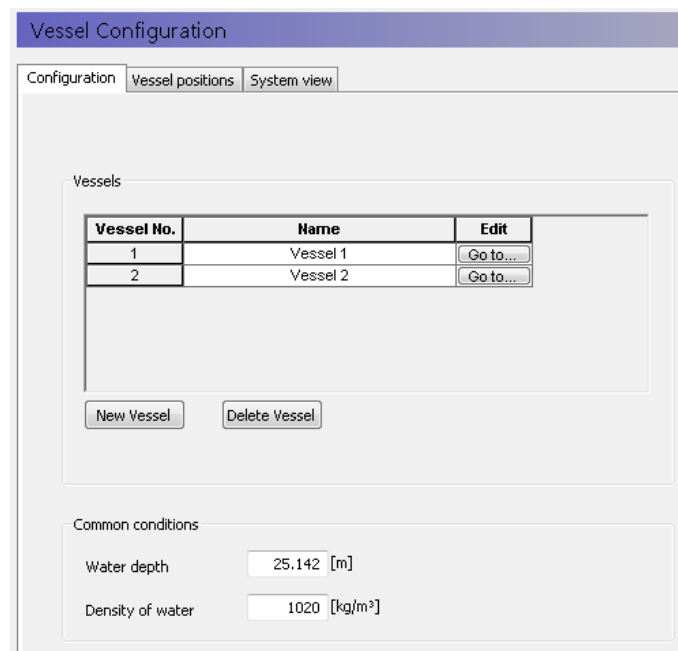 Vessel Configuration
Configuration Vessel positions System view
Vessels
Vessel No. Name Edit
1 Vessel 1 Go to...
2 Vessel 2 Go to...
New Vessel Delete Vessel
Common conditions
Water depth 25.142 [m]
Density of water 1020 [kg/m³]